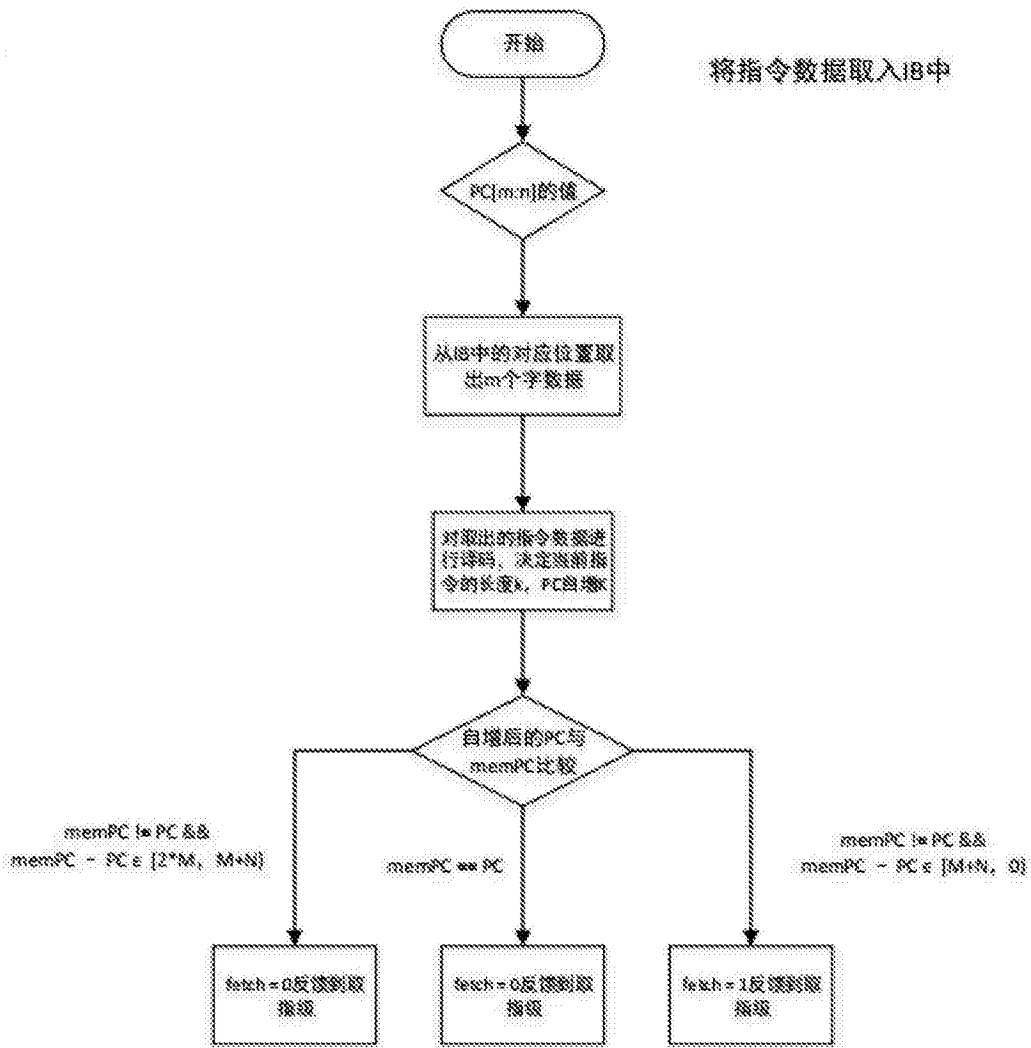 开始
将指令数据取入IB中
PC[m:n]的值
从IB中的对应位置取
出m个字数据
对取出的指令数据进
行译码，决定当前指
令的长度k，PC自增K
自增后的PC与
memPC比较
memPC != PC &&
memPC - PC ε [2*M，M+N)
memPC == PC
memPC != PC &&
memPC - PC ε [M+N，0)
fetch = 0反馈到取
指级
fetch = 0反馈到取
指级
fetch = 1反馈到取
指级